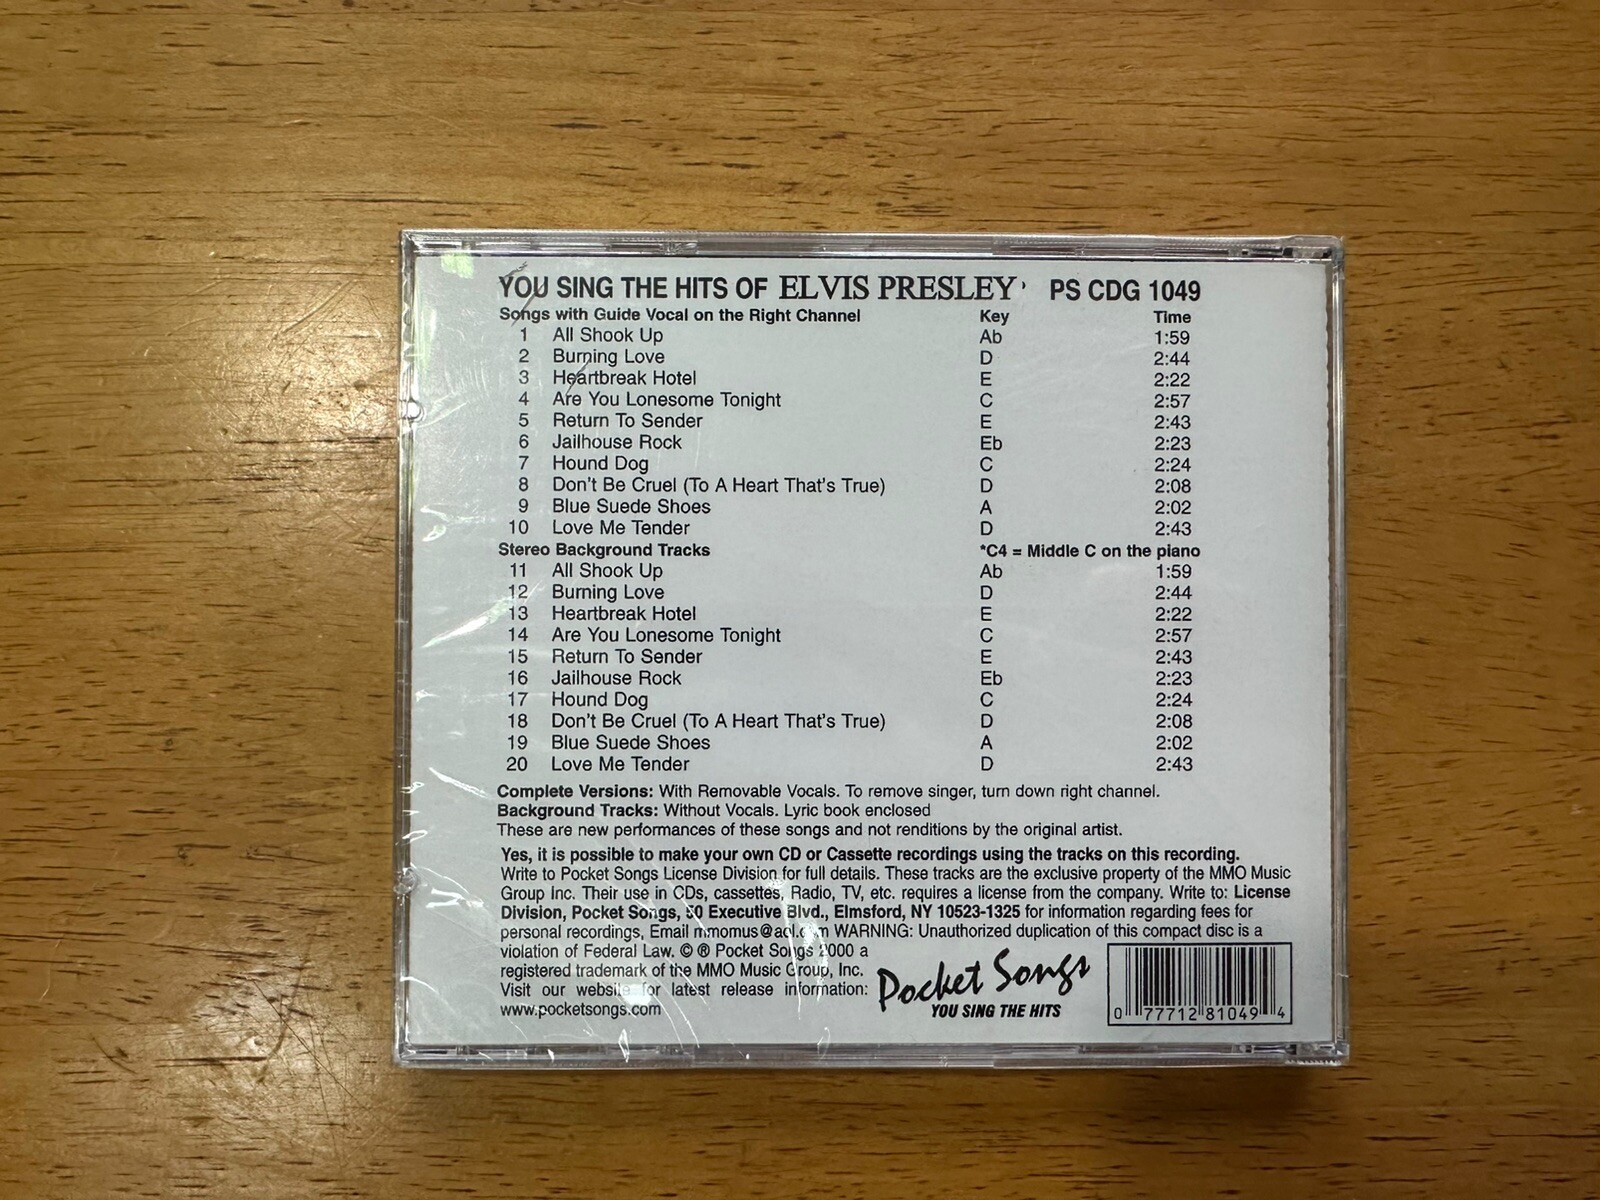 YOU SING THE HITS OF ELVIS PRESLEY' PS CDG 1049
Songs with Guide Vocal on the Right Channel Key Time
1 All Shook Up Ab 1:59
2 Burning Love D 2:44
3 Heartbreak Hotel E 2:22
4 Are You Lonesome Tonight C 2:57
5 Return To Sender E 2:43
6 Jailhouse Rock Eb 2:23
7 Hound Dog C 2:24
8 Don't Be Cruel (To A Heart That's True) D 2:08
9 Blue Suede Shoes A 2:02
10 Love Me Tender D 2:43
Stereo Background Tracks *C4 = Middle C on the piano
11 All Shook Up Ab 1:59
12 Burning Love D 2:44
13 Heartbreak Hotel E 2:22
14 Are You Lonesome Tonight C 2:57
15 Return To Sender E 2:43
16 Jailhouse Rock Eb 2:23
17 Hound Dog C 2:24
18 Don't Be Cruel (To A Heart That's True) D 2:08
19 Blue Suede Shoes A 2:02
20 Love Me Tender D 2:43
Complete Versions: With Removable Vocals. To remove singer, turn down right channel.
Background Tracks: Without Vocals. Lyric book enclosed
These are new performances of these songs and not renditions by the original artist.
Yes, it is possible to make your own CD or Cassette recordings using the tracks on this recording.
Write to Pocket Songs License Division for full details. These tracks are the exclusive property of the MMO Music
Group Inc. Their use in CDs, cassettes, Radio, TV, etc. requires a license from the company. Write to: License
Division, Pocket Songs, 50 Executive Blvd., Elmsford, NY 10523-1325 for information regarding fees for
personal recordings, Email mmomus@aol.com WARNING: Unauthorized duplication of this compact disc is a
violation of Federal Law. © ® Pocket Songs 2000 a
registered trademark of the MMO Music Group, Inc.
Visit our website for latest release information:
www.pocketsongs.com
Pocket Songs
YOU SING THE HITS
0 77712 81049 4